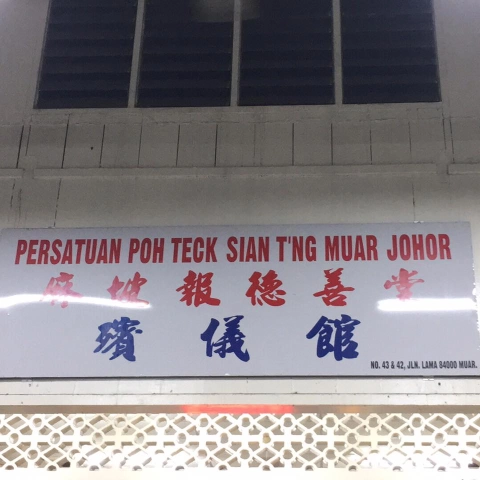 PERSATUAN POH TECK SIAN T'NG MUAR JOHOR
麻坡報德善堂
殯儀館
NO. 43 & 42, JLN. LAMA 84000 MUAR.